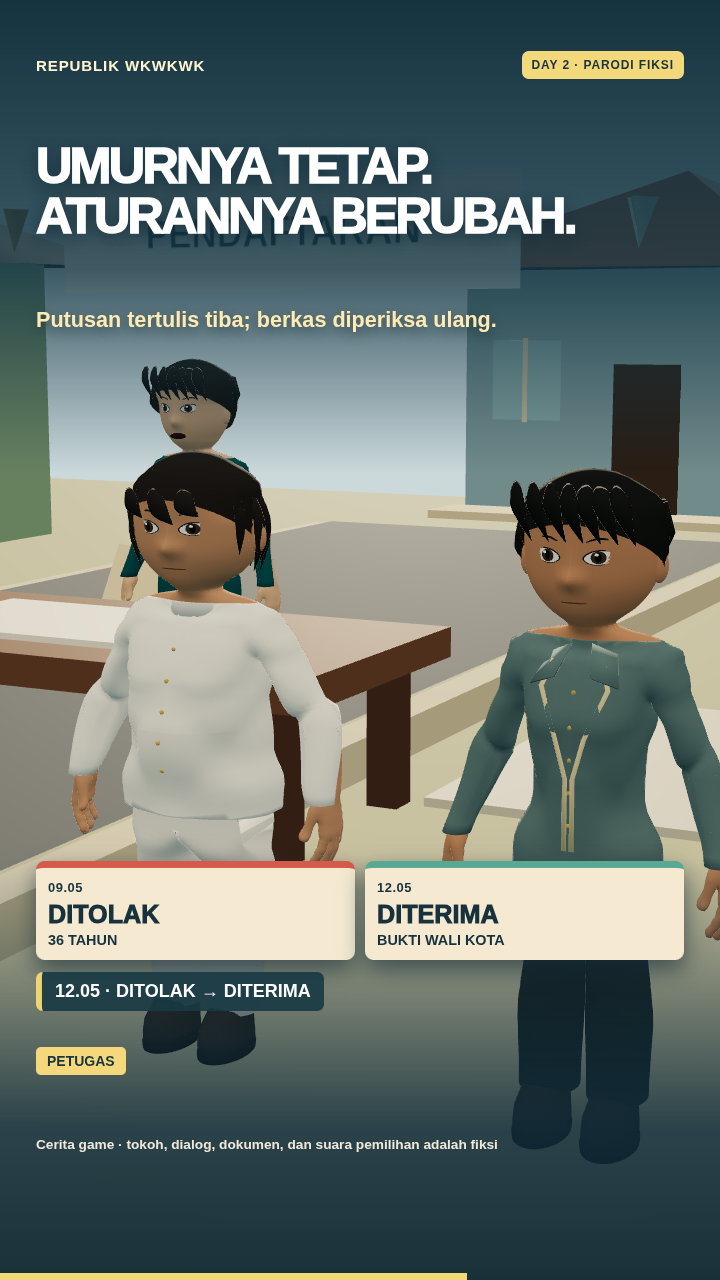 REPUBLIK WKWKWK
DAY 2 · PARODI FIKSI
UMURNYA TETAP.
ATURANNYA BERUBAH.
PENDAFTARAN
Putusan tertulis tiba; berkas diperiksa ulang.
09.05
DITOLAK
36 TAHUN
12.05
DITERIMA
BUKTI WALI KOTA
12.05 · DITOLAK → DITERIMA
PETUGAS
Cerita game · tokoh, dialog, dokumen, dan suara pemilihan adalah fiksi